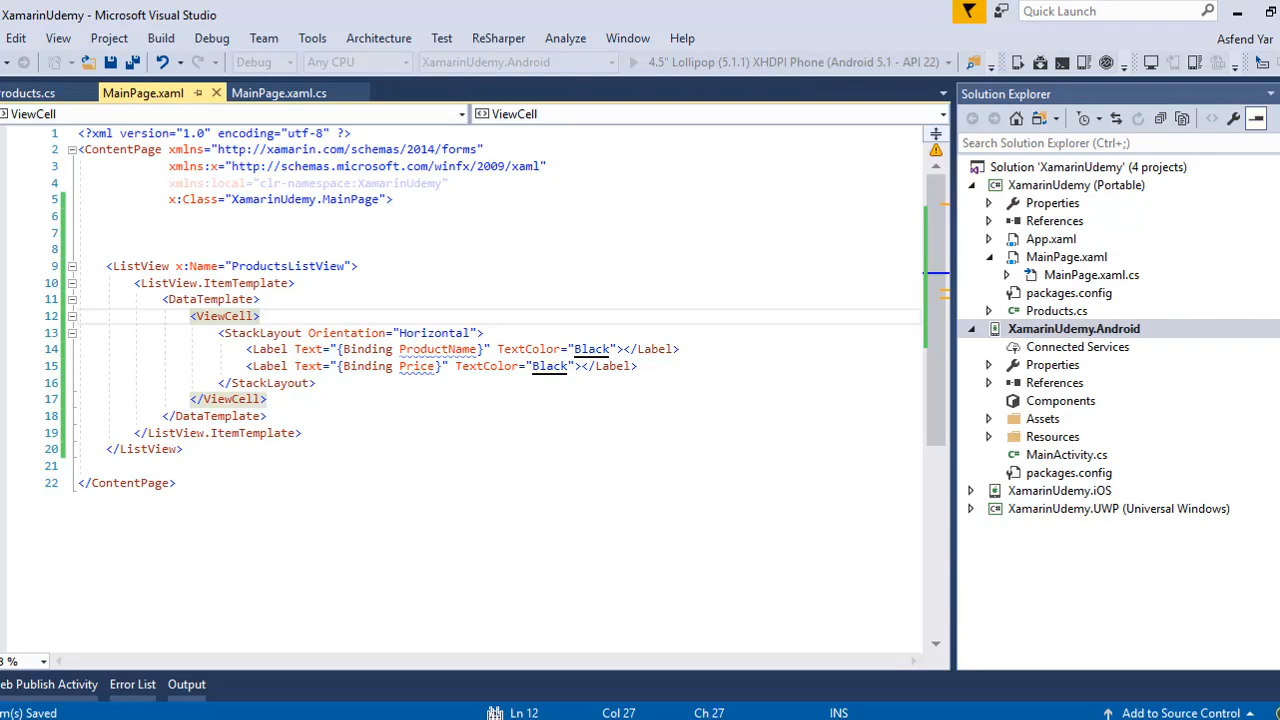 XamarinUdemy - Microsoft Visual Studio
Quick Launch
Edit View Project Build Debug Team Tools Architecture Test ReSharper Analyze Window Help
Asfend Yar
Debug Any CPU XamarinUdemy.Android 4.5" Lollipop (5.1.1) XHDPI Phone (Android 5.1 - API 22)
roducts.cs MainPage.xaml MainPage.xaml.cs
ViewCell ViewCell
1 <?xml version="1.0" encoding="utf-8" ?>
2 <ContentPage xmlns="http://xamarin.com/schemas/2014/forms"
3 xmlns:x="http://schemas.microsoft.com/winfx/2009/xaml"
4 xmlns:local="clr-namespace:XamarinUdemy"
5 x:Class="XamarinUdemy.MainPage">
6
7
8
9 <ListView x:Name="ProductsListView">
10 <ListView.ItemTemplate>
11 <DataTemplate>
12 <ViewCell>
13 <StackLayout Orientation="Horizontal">
14 <Label Text="{Binding ProductName}" TextColor="Black"></Label>
15 <Label Text="{Binding Price}" TextColor="Black"></Label>
16 </StackLayout>
17 </ViewCell>
18 </DataTemplate>
19 </ListView.ItemTemplate>
20 </ListView>
21
22 </ContentPage>
Solution Explorer
Search Solution Explorer (Ctrl+;)
Solution 'XamarinUdemy' (4 projects)
XamarinUdemy (Portable)
Properties
References
App.xaml
MainPage.xaml
MainPage.xaml.cs
packages.config
Products.cs
XamarinUdemy.Android
Connected Services
Properties
References
Components
Assets
Resources
MainActivity.cs
packages.config
XamarinUdemy.iOS
XamarinUdemy.UWP (Universal Windows)
%
eb Publish Activity Error List Output
m(s) Saved Ln 12 Col 27 Ch 27 INS Add to Source Control